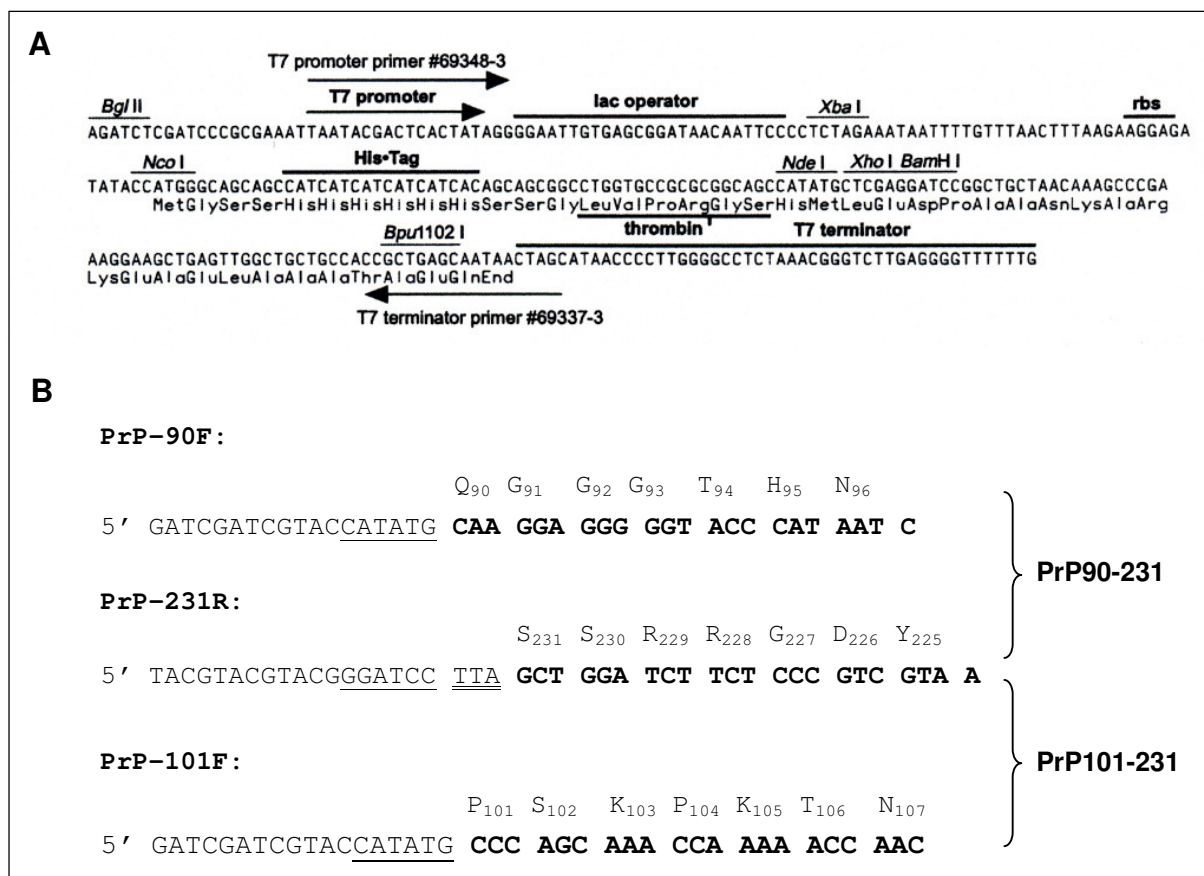 A
T7 promoter primer #69348-3
Bgl II T7 promoter lac operator Xba I rbs
AGATCTCGATCCCGCGAAATTAATACGACTCACTATAGGGGAATTGTGAGCGGATAACAATTCCCCTCTAGAAATAATTTTGTTTAACTTTAAGAAGGAGA
Nco I His•Tag Nde I Xho I BamH I
TATACCATGGGCAGCAGCCATCATCATCATCATCACAGCAGCGGCCTGGTGCCGCGCGGCAGCCATATGCTCGAGGATCCGGCTGCTAACAAAGCCCGA
MetGlySerSerHisHisHisHisHisHisSerSerGlyLeuValProArgGlySerHisMetLeuGluAspProAlaAlaAsnLysAlaArg
Bpu1102 I thrombin T7 terminator
AAGGAAGCTGAGTTGGCTGCTGCCACCGCTGAGCAATAACTAGCATAACCCCTTGGGGCCTCTAAACGGGTCTTGAGGGGTTTTTTG
LysGluAlaGluLeuAlaAlaAlaThrAlaGluGlnEnd
T7 terminator primer #69337-3
B
PrP-90F:
Q90 G91 G92 G93 T94 H95 N96
5' GATCGATCGTACCATATG CAA GGA GGG GGT ACC CAT AAT C
PrP90-231
PrP-231R:
S231 S230 R229 R228 G227 D226 Y225
5' TACGTACGTACGGGATCC TTA GCT GGA TCT TCT CCC GTC GTAA A
PrP-101F:
PrP101-231
P101 S102 K103 P104 K105 T106 N107
5' GATCGATCGTACCATATG CCC AGC AAA CCA AAA ACC AAC